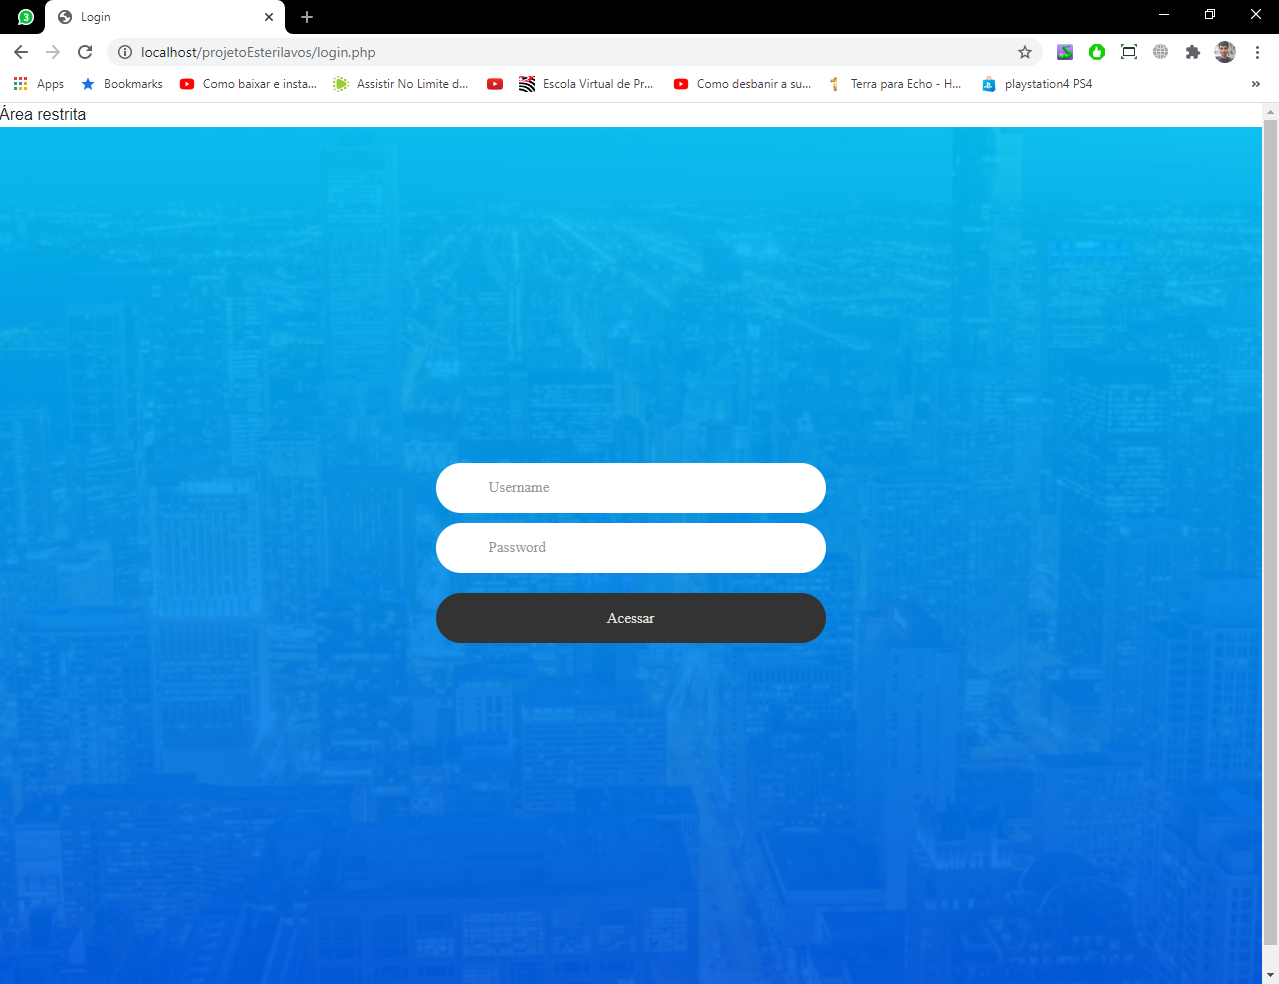 3
Login
localhost/projetoEsterilavos/login.php
Apps Bookmarks Como baixar e insta... Assistir No Limite d... Escola Virtual de Pr... Como desbanir a su... Terra para Echo - H... playstation4 PS4 »
Área restrita
Username
Password
Acessar